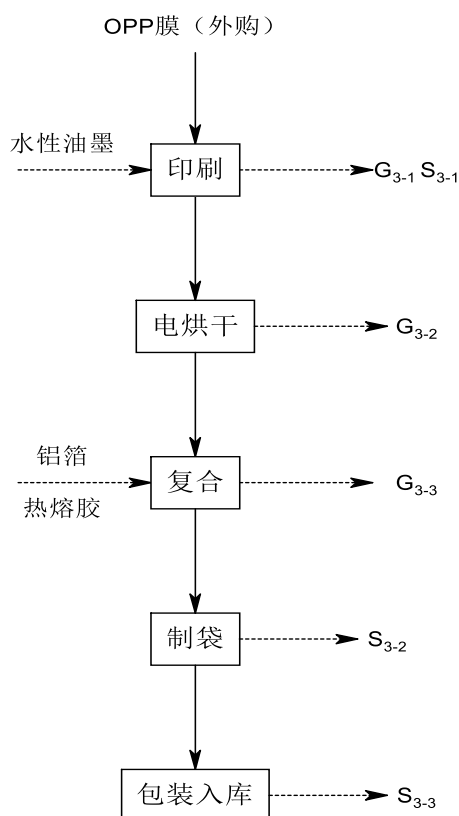 OPP膜（外购）
水性油墨
印刷
G3-1 S3-1
电烘干
G3-2
铝箔
热熔胶
复合
G3-3
制袋
S3-2
包装入库
S3-3